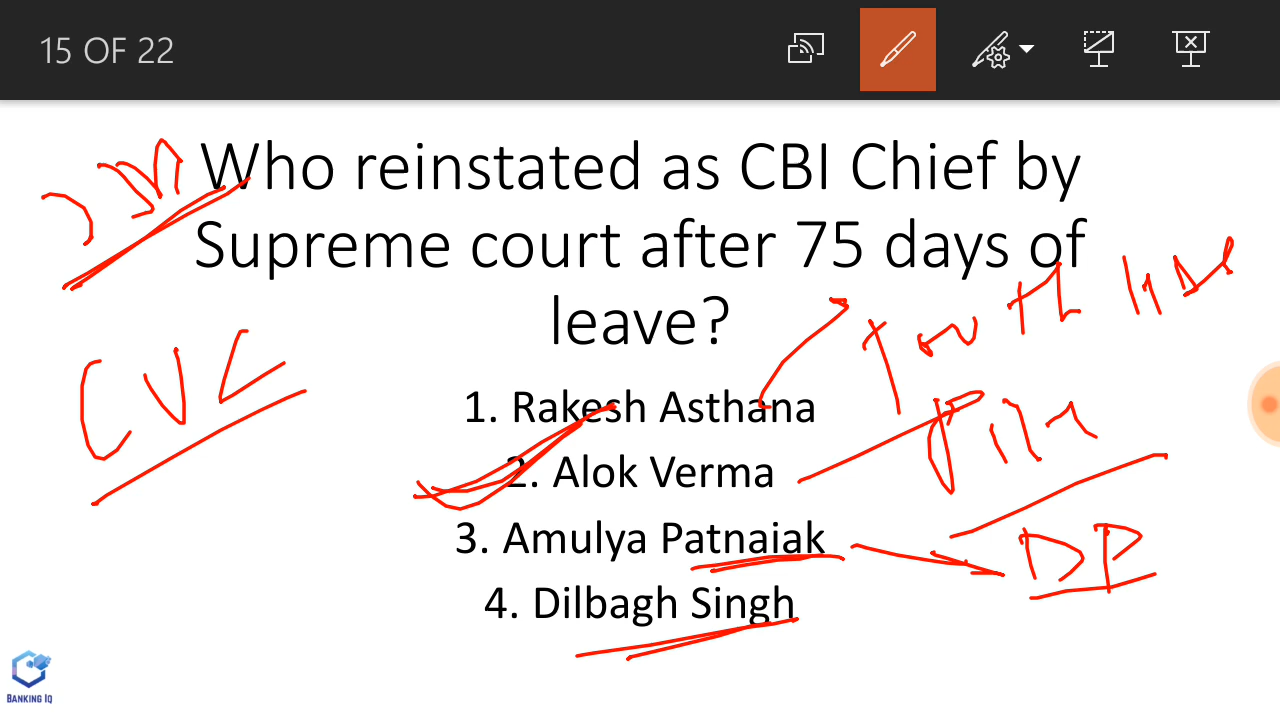 15 OF 22
Who reinstated as CBI Chief by
Supreme court after 75 days of
leave?
1. Rakesh Asthana
2. Alok Verma
3. Amulya Patnaiak
4. Dilbagh Singh
CVC
DP
BANKING IQ